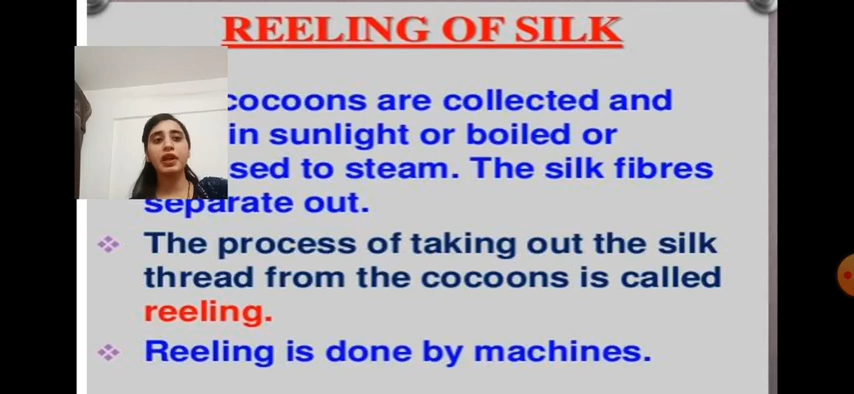 REELING OF SILK
cocoons are collected and
in sunlight or boiled or
to steam. The silk fibres
separate out.
The process of taking out the silk
thread from the cocoons is called
reeling.
Reeling is done by machines.